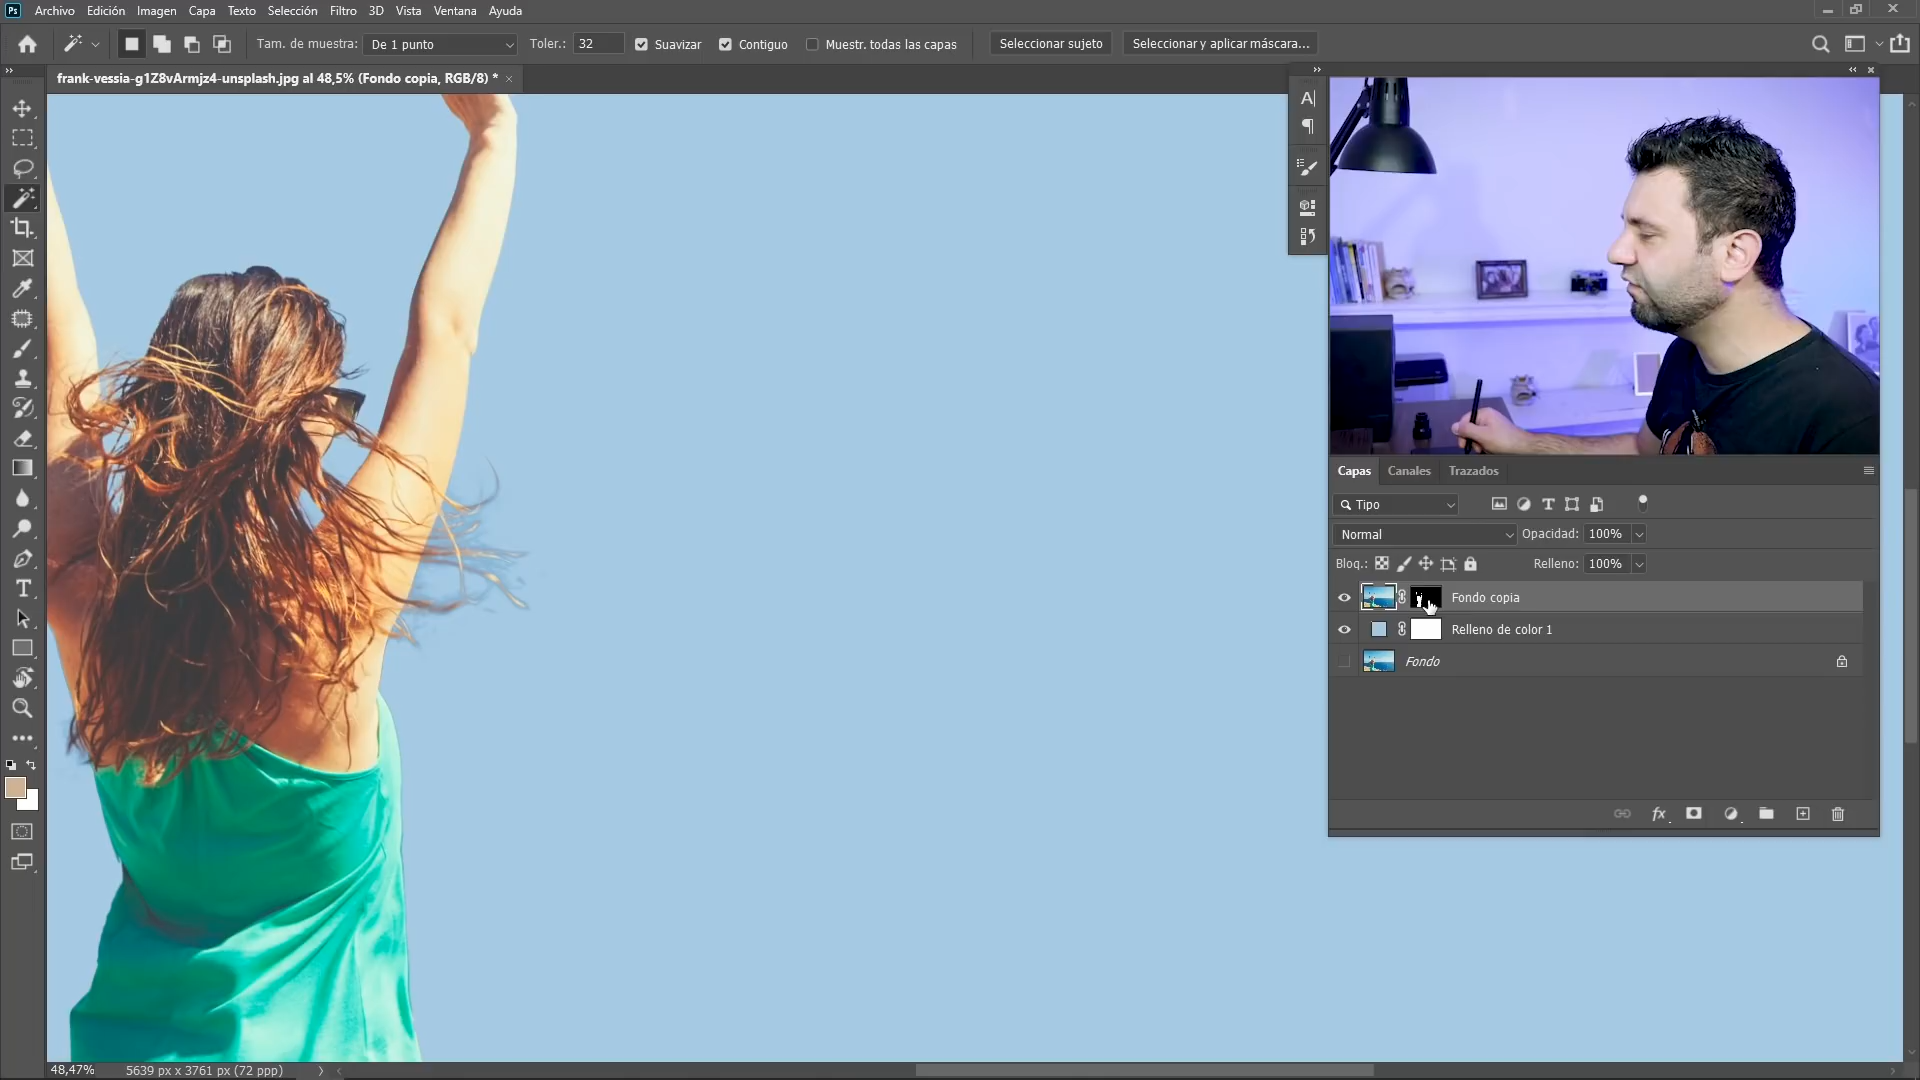 Ps Archivo Edición Imagen Capa Texto Selección Filtro 3D Vista Ventana Ayuda
Tam. de muestra: De 1 punto Toler.: 32 Suavizar Contiguo Muestr. todas las capas Seleccionar sujeto Seleccionar y aplicar máscara...
frank-vessia-g1Z8vArmjz4-unsplash.jpg al 48,5% (Fondo copia, RGB/8) *
Capas Canales Trazados
Tipo
Normal Opacidad: 100%
Bloq.: Relleno: 100%
Fondo copia
Relleno de color 1
Fondo
fx
48,47% 5639 px x 3761 px (72 ppp)